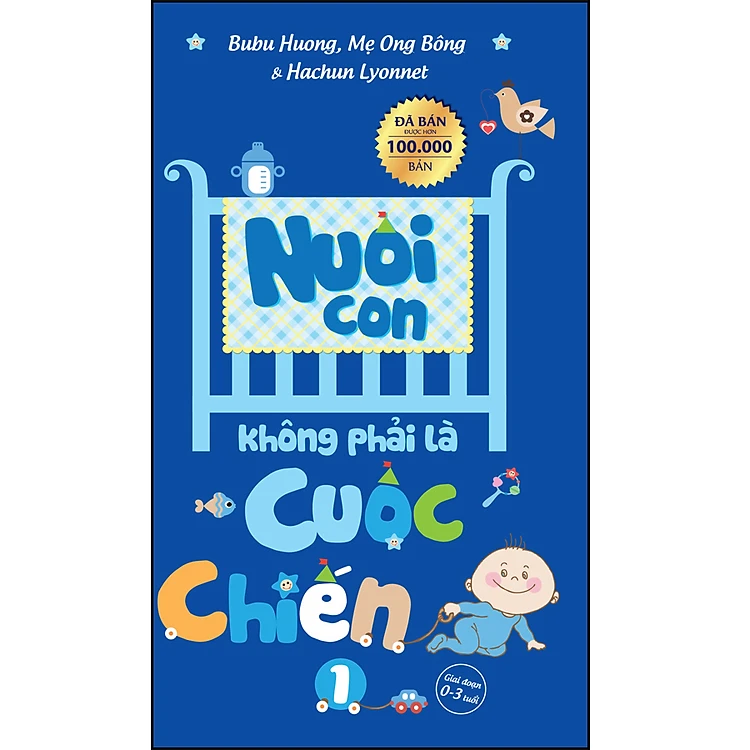 Bubu Huong, Mẹ Ong Bông
& Hachun Lyonnet
ĐÃ BÁN
ĐƯỢC HƠN
100.000
BẢN
Nuôi
con
không phải là
Cuộc
Chiến
1
Giai đoạn
0-3 tuổi